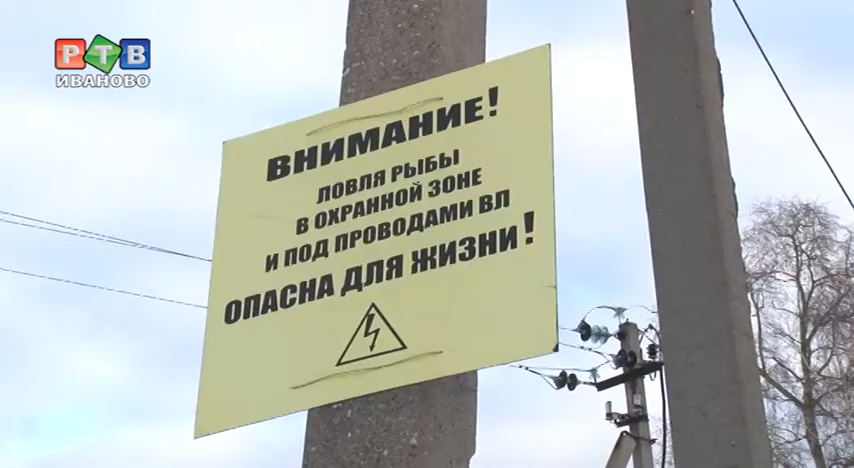 РТВ
ИВАНОВО
ВНИМАНИЕ!
ЛОВЛЯ РЫБЫ
В ОХРАННОЙ ЗОНЕ
И ПОД ПРОВОДАМИ ВЛ
ОПАСНА ДЛЯ ЖИЗНИ!